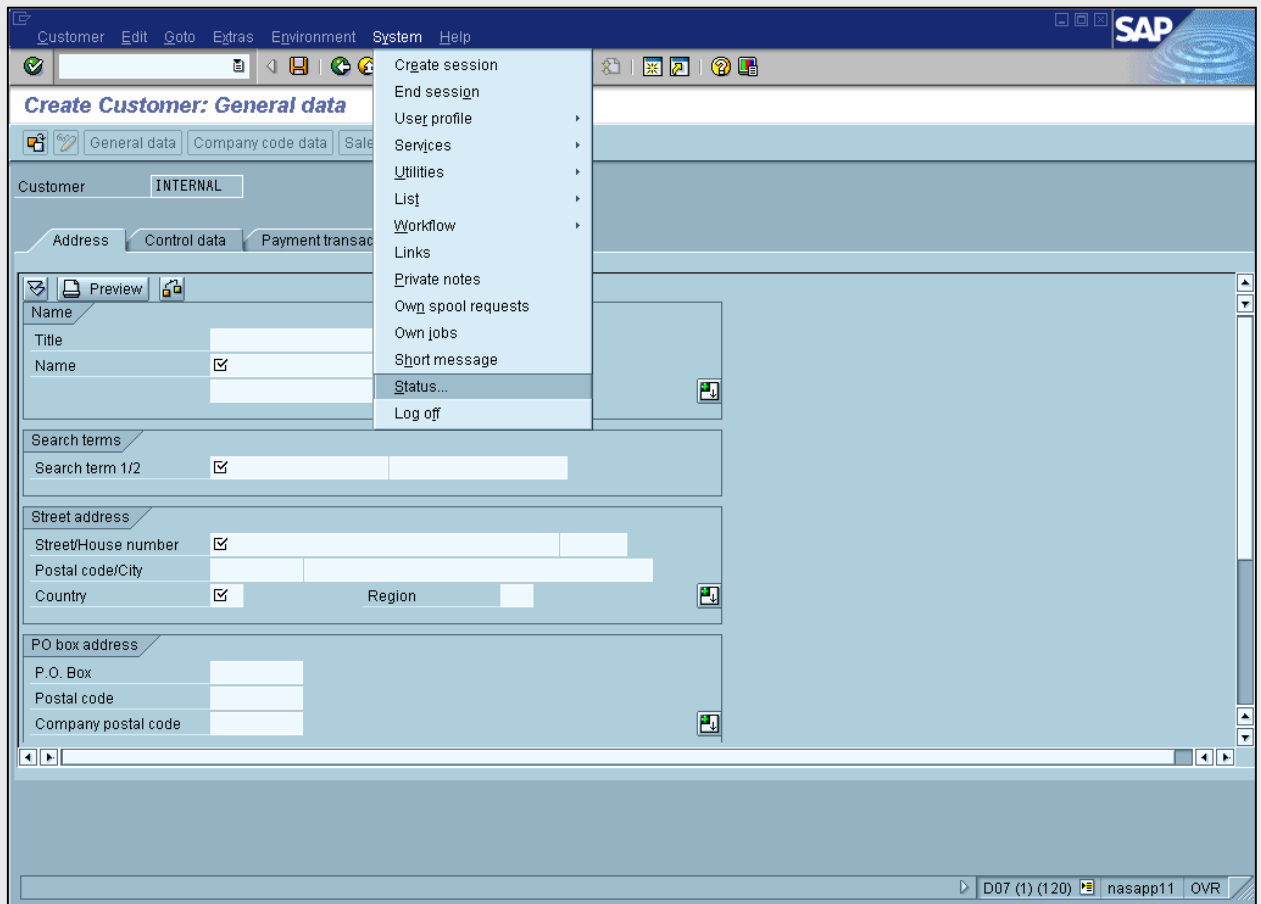 Customer Edit Goto Extras Environment System Help
SAP
Create session
End session
User profile
Services
Utilities
List
Workflow
Links
Private notes
Own spool requests
Own jobs
Short message
Status...
Log off
Create Customer: General data
General data Company code data Sale
Customer INTERNAL
Address Control data Payment transac
Preview
Name
Title
Name
Search terms
Search term 1/2
Street address
Street/House number
Postal code/City
Country Region
PO box address
P.O. Box
Postal code
Company postal code
D07 (1) (120) nasapp11 OVR